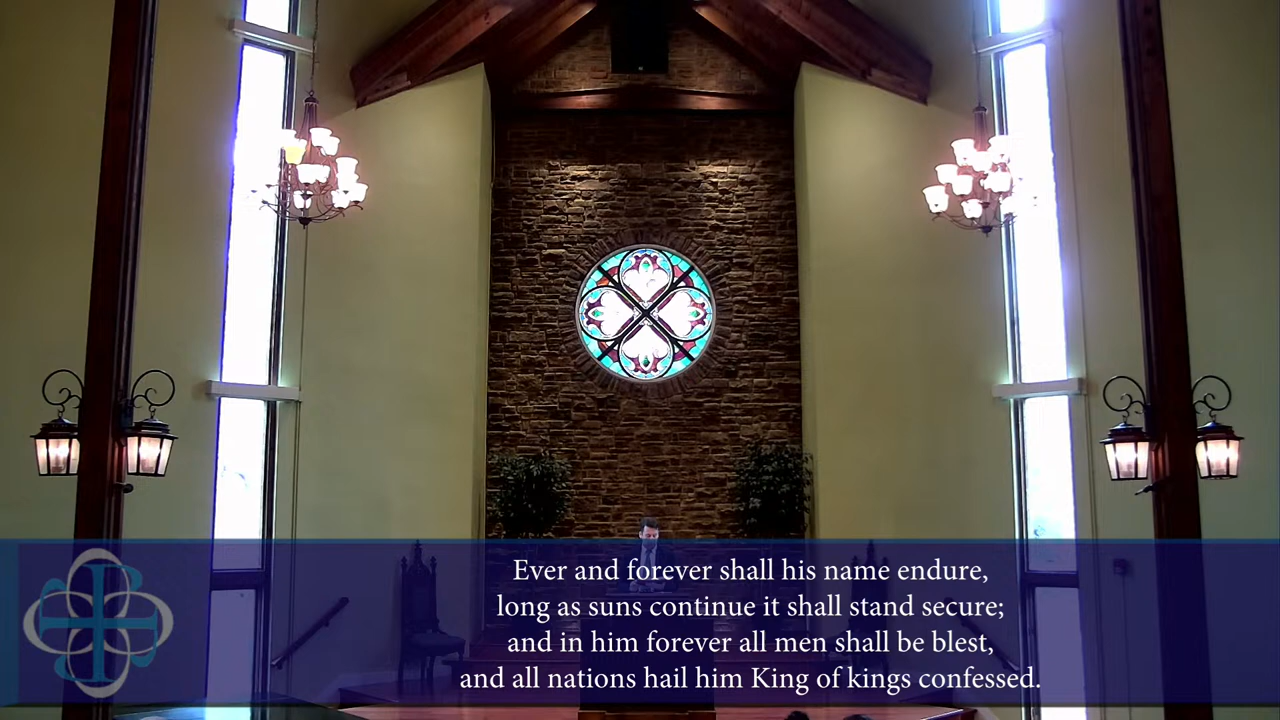 Ever and forever shall his name endure,
long as suns continue it shall stand secure;
and in him forever all men shall be blest,
and all nations hail him King of kings confessed.